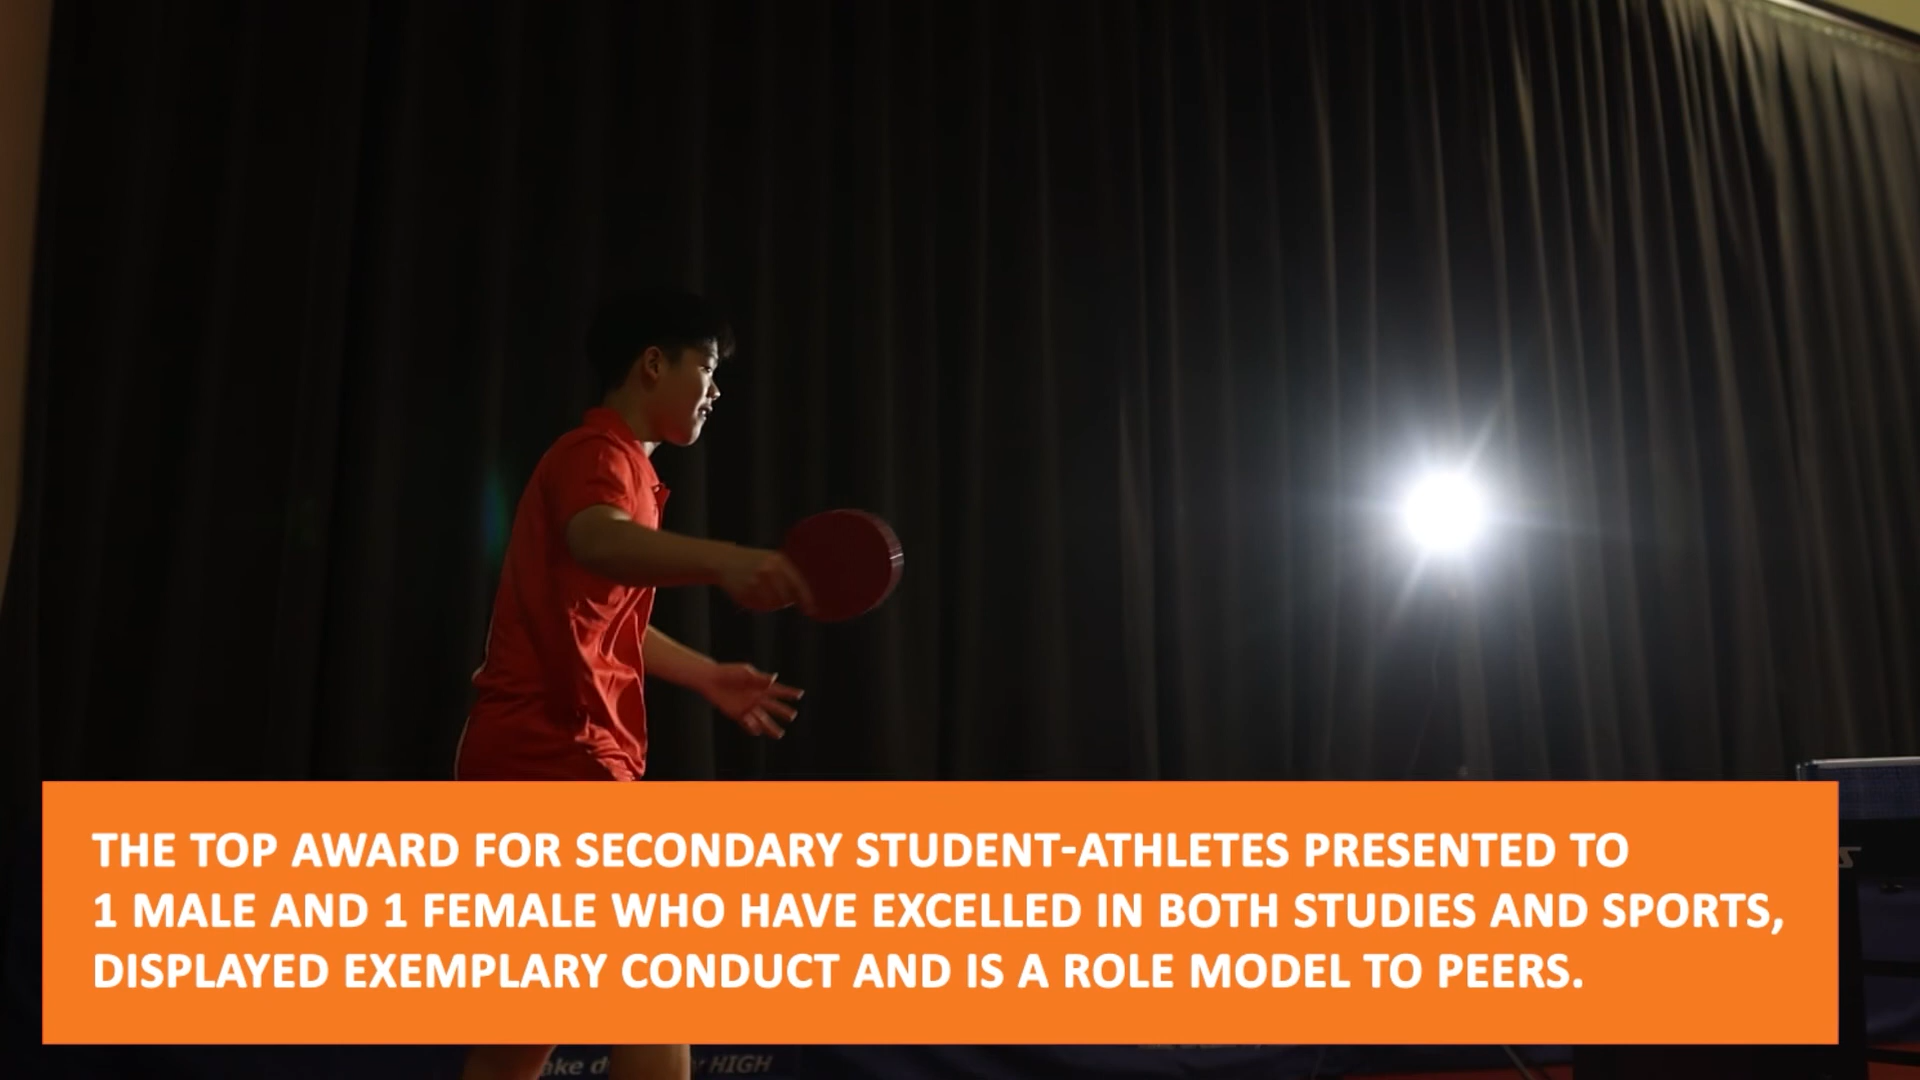 THE TOP AWARD FOR SECONDARY STUDENT-ATHLETES PRESENTED TO
1 MALE AND 1 FEMALE WHO HAVE EXCELLED IN BOTH STUDIES AND SPORTS,
DISPLAYED EXEMPLARY CONDUCT AND IS A ROLE MODEL TO PEERS.
HIGH